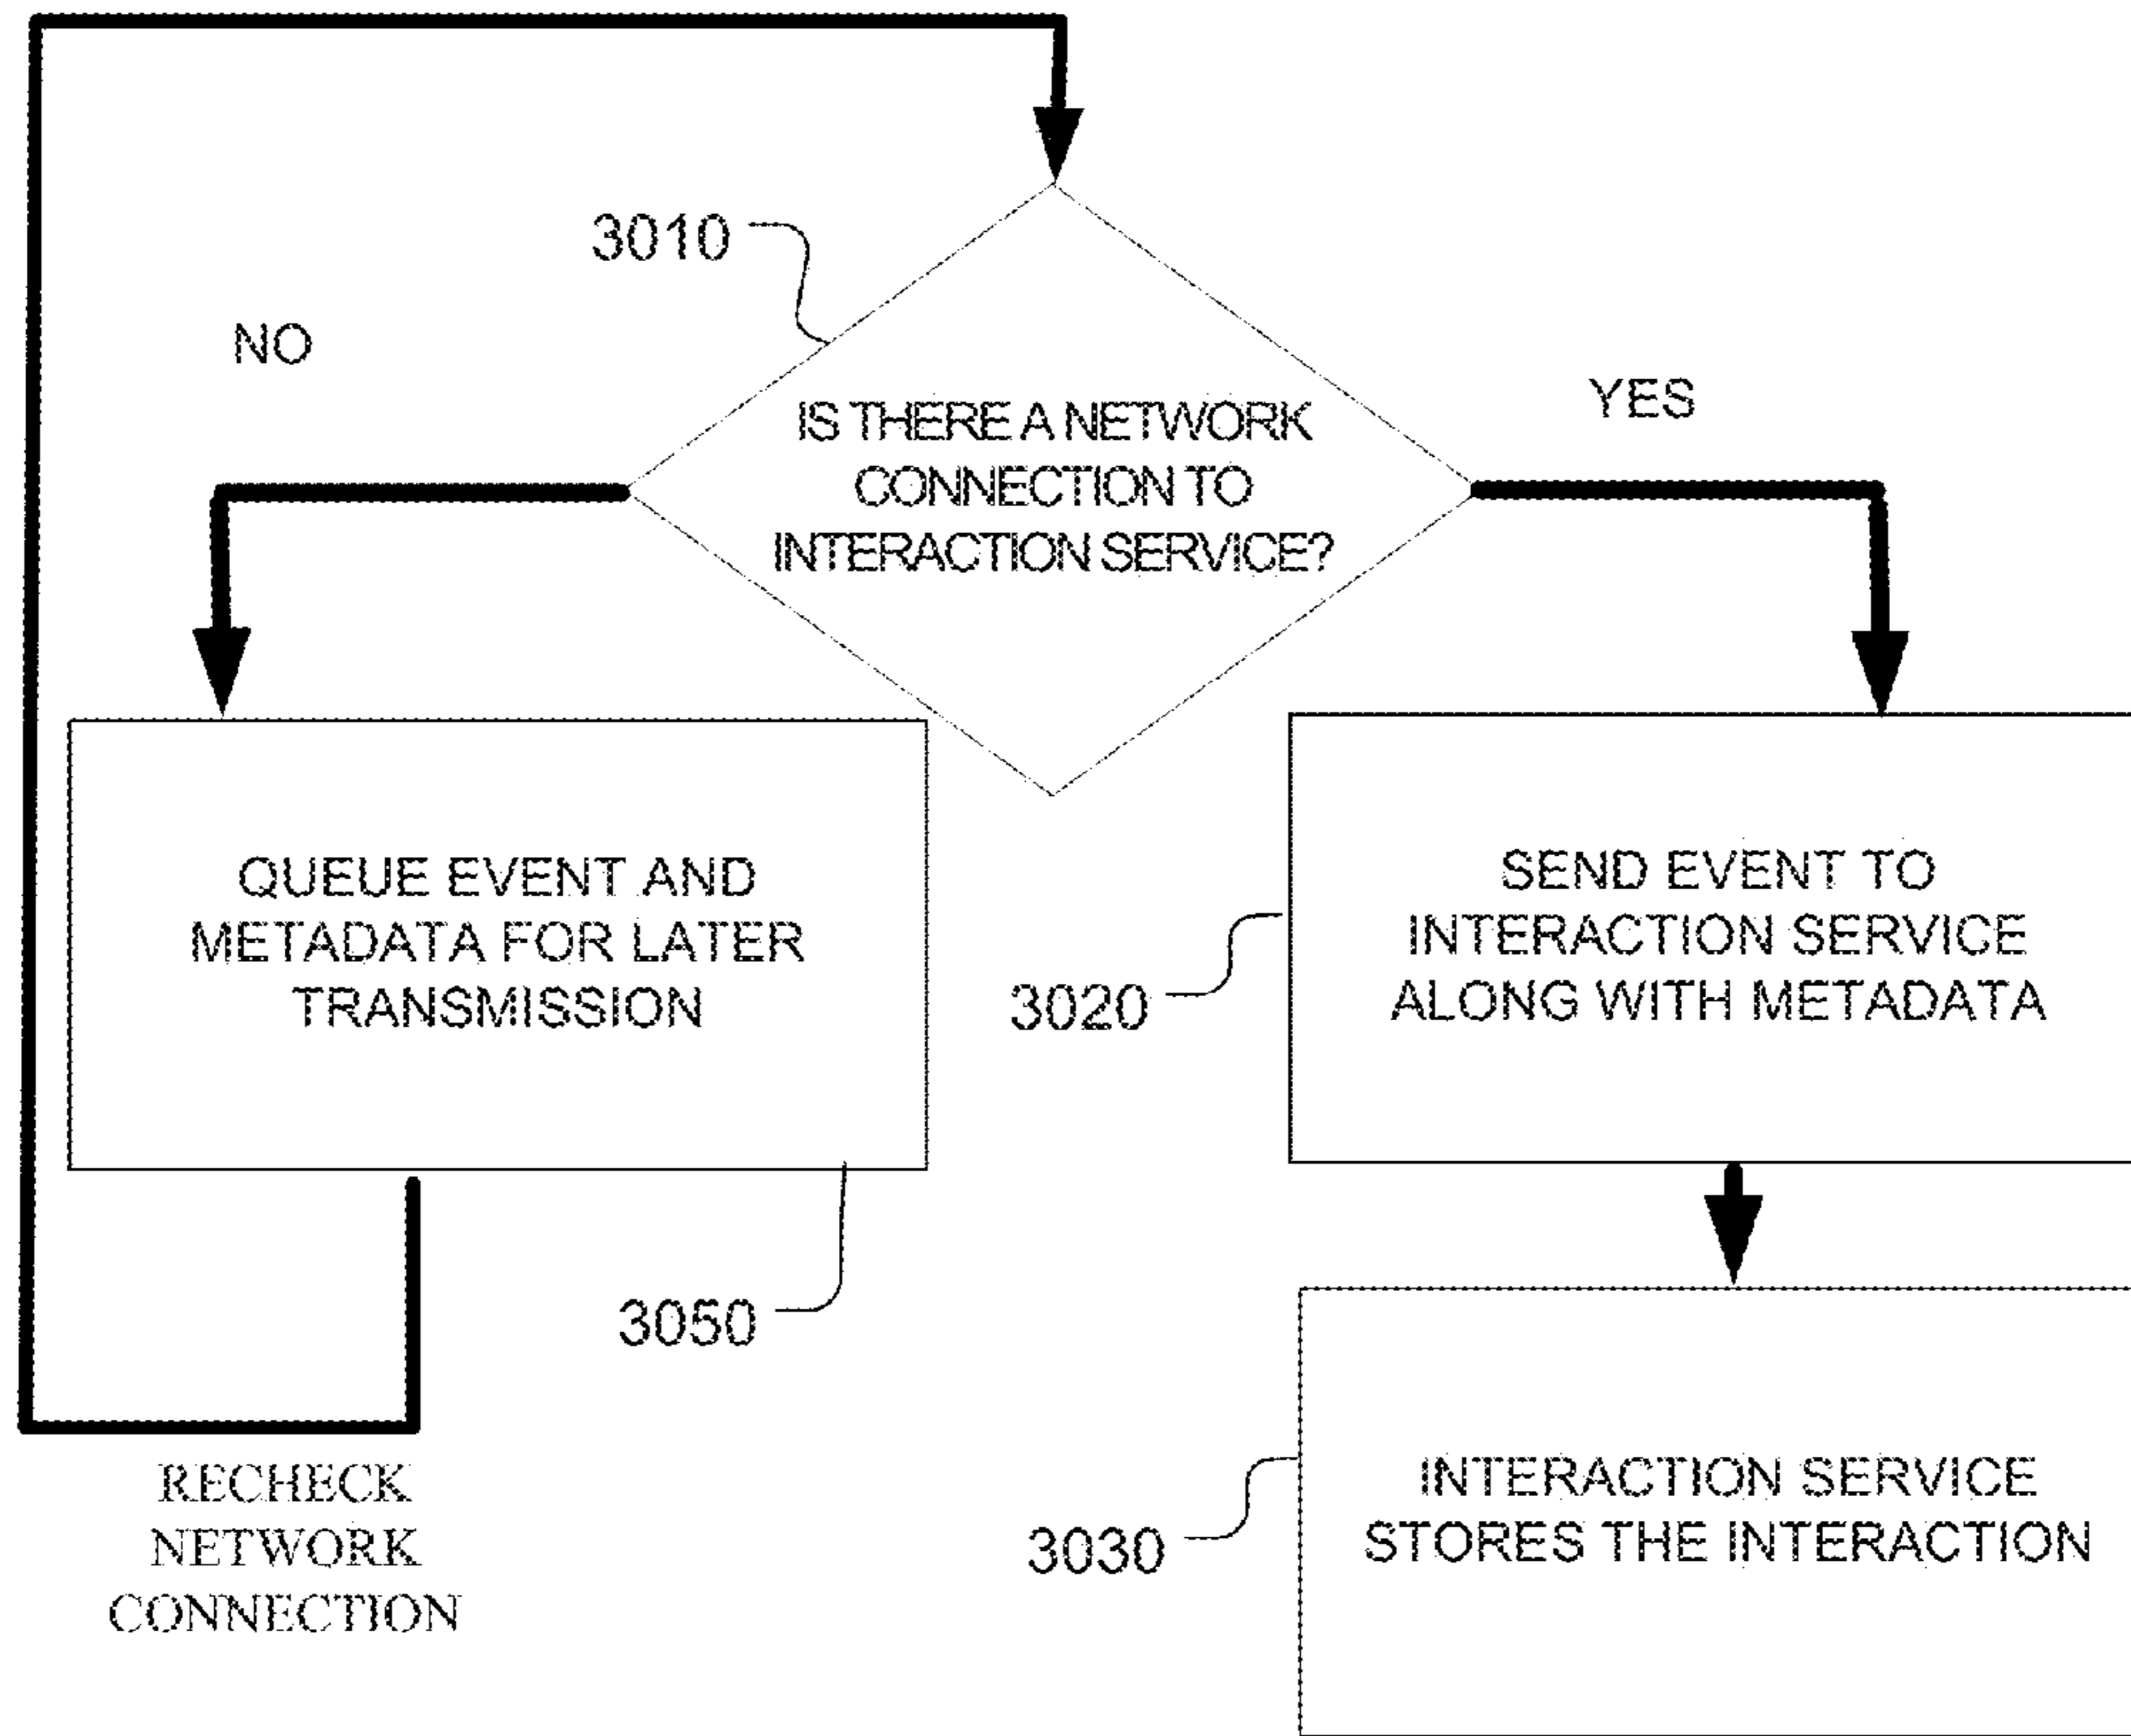 3010
NO
IS THERE A NETWORK
CONNECTION TO
INTERACTION SERVICE?
YES
QUEUE EVENT AND
METADATA FOR LATER
TRANSMISSION
3050
RECHECK
NETWORK
CONNECTION
SEND EVENT TO
INTERACTION SERVICE
ALONG WITH METADATA
3020
INTERACTION SERVICE
STORES THE INTERACTION
3030